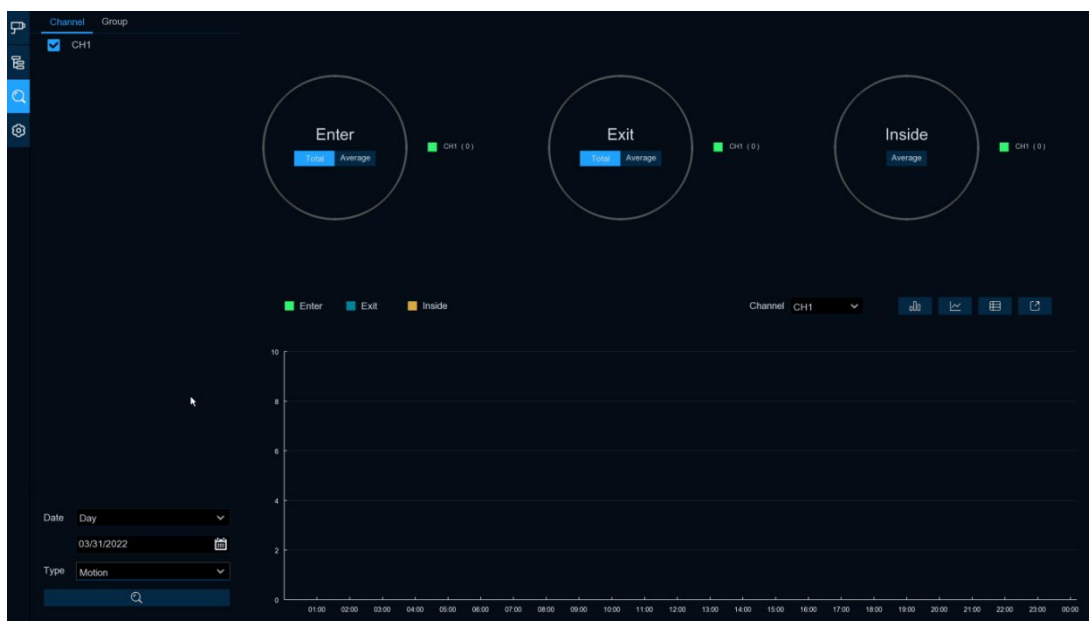 Channel Group
CH1
Enter
Total Average
CH1 ( 0 )
Exit
Total Average
CH1 ( 0 )
Inside
Average
CH1 ( 0 )
Enter Exit Inside
Channel CH1
10
8
6
4
2
0
01:00 02:00 03:00 04:00 05:00 06:00 07:00 08:00 09:00 10:00 11:00 12:00 13:00 14:00 15:00 16:00 17:00 18:00 19:00 20:00 21:00 22:00 23:00 00:00
Date Day
03/31/2022
Type Motion